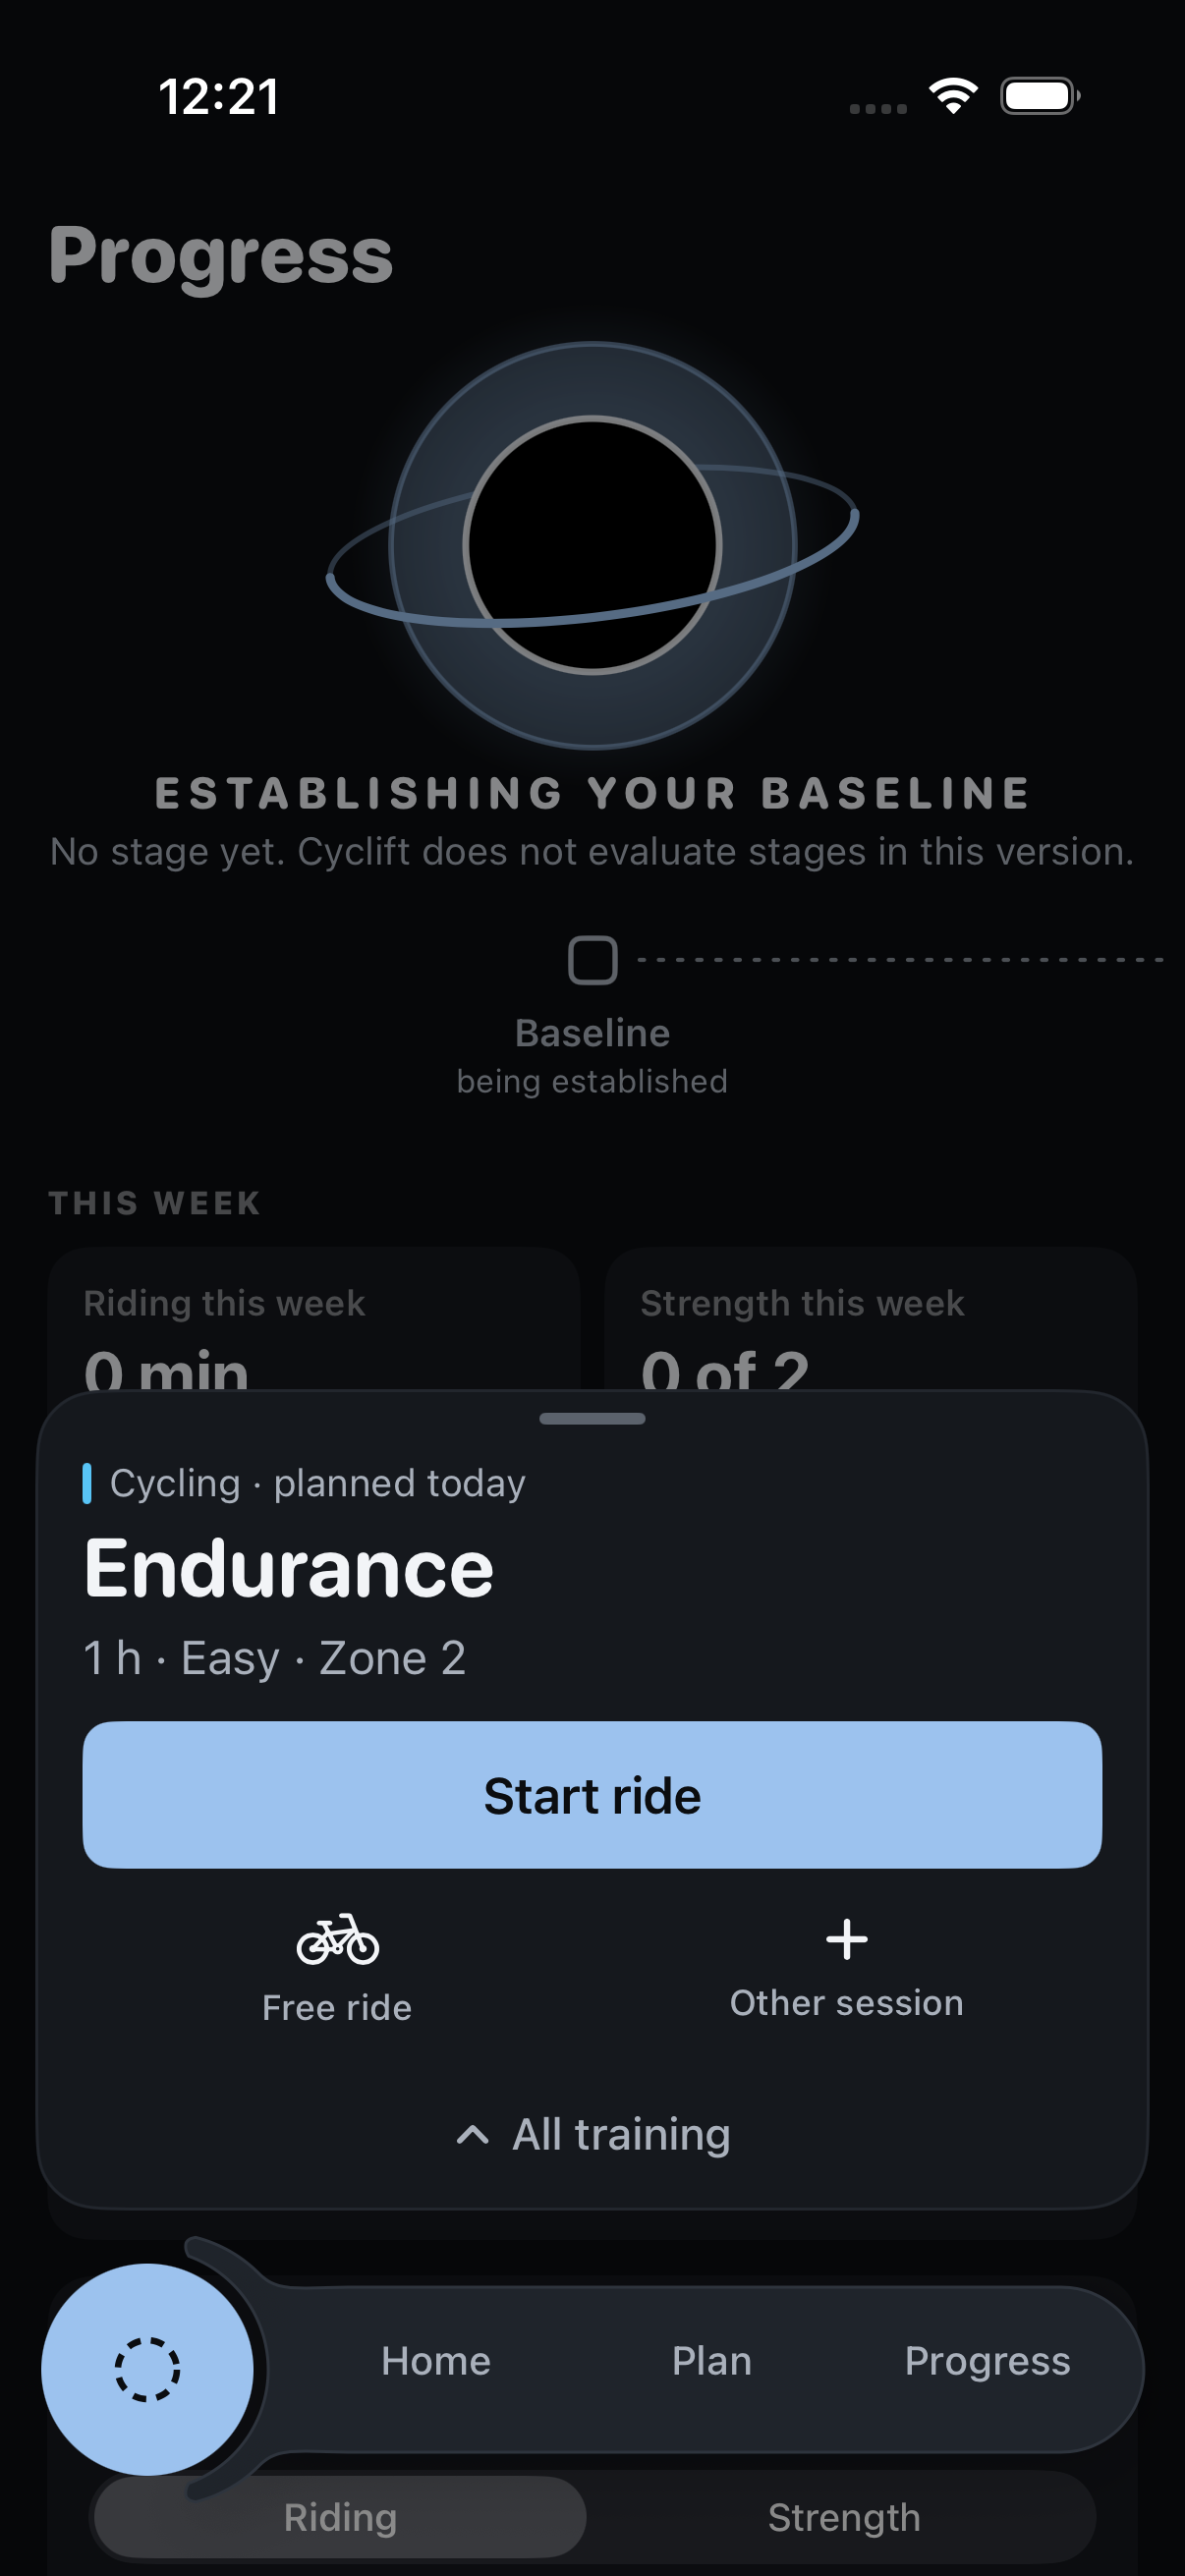 12:21
Progress
ESTABLISHING YOUR BASELINE
No stage yet. Cyclift does not evaluate stages in this version.
Baseline
being established
THIS WEEK
Riding this week
Strength this week
0 min
0 of 2
Cycling · planned today
Endurance
1 h · Easy · Zone 2
Start ride
Free ride
Other session
All training
Home
Plan
Progress
Riding
Strength